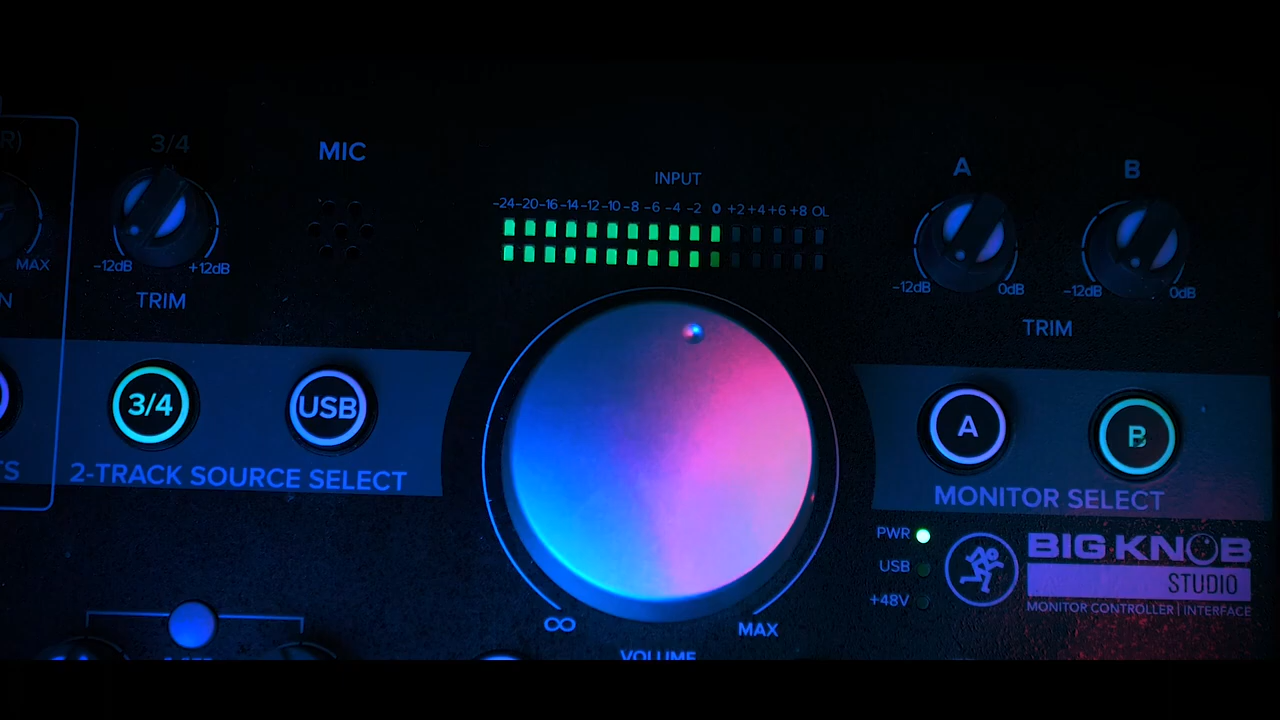 R)
MAX
N
TS
3/4
-12dB
+12dB
TRIM
MIC
3/4
USB
2-TRACK SOURCE SELECT
INPUT
-24 -20 -16 -14 -12 -10 -8 -6 -4 -2 0 +2 +4 +6 +8 OL
∞
MAX
VOLUME
A
B
-12dB
0dB
-12dB
0dB
TRIM
A
B
MONITOR SELECT
PWR
USB
+48V
BIG KNOB
STUDIO
MONITOR CONTROLLER | INTERFACE